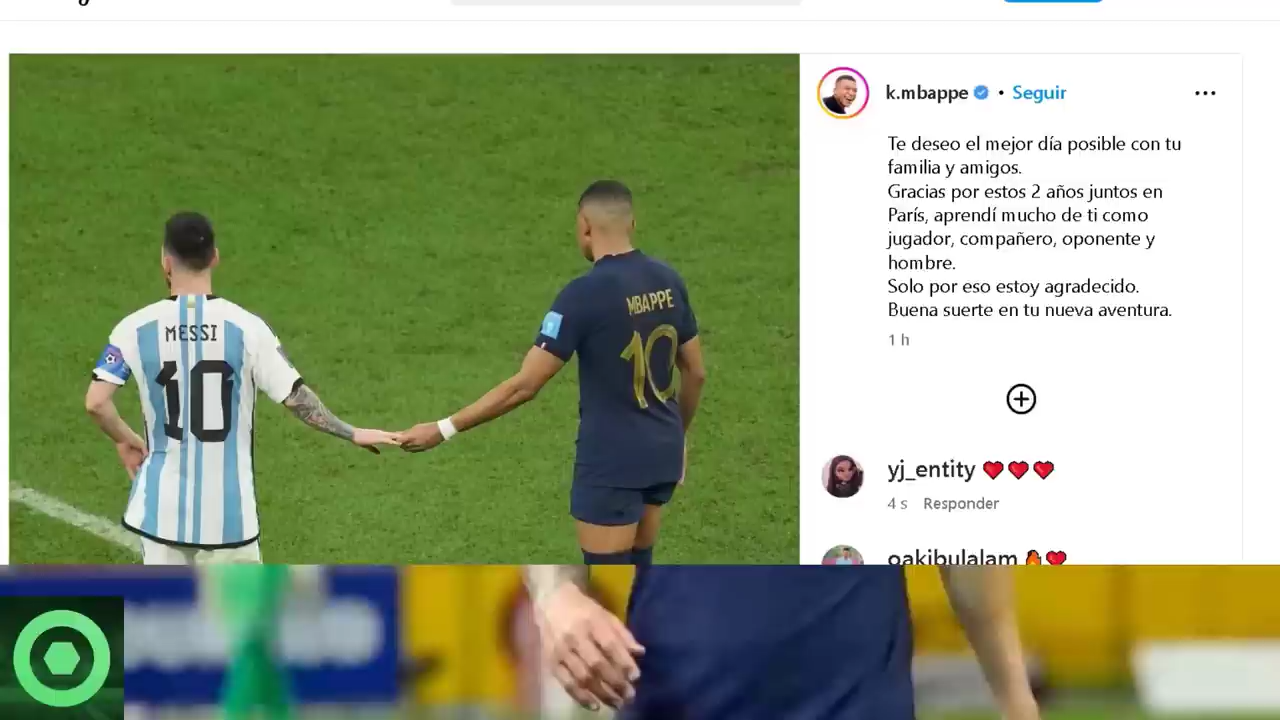 k.mbappe • Seguir
Te deseo el mejor día posible con tu
familia y amigos.
Gracias por estos 2 años juntos en
París, aprendí mucho de ti como
jugador, compañero, oponente y
hombre.
Solo por eso estoy agradecido.
Buena suerte en tu nueva aventura.
1 h
yj_entity ❤️❤️❤️
4 s Responder
oakibulalam 🔥❤️
MESSI
10
MBAPPE
10